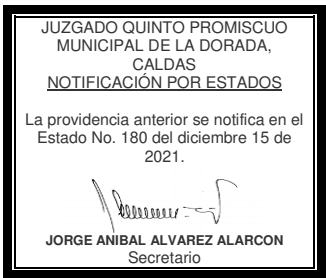 JUZGADO QUINTO PROMISCUO
MUNICIPAL DE LA DORADA,
CALDAS
NOTIFICACIÓN POR ESTADOS
La providencia anterior se notifica en el
Estado No. 180 del diciembre 15 de
2021.
JORGE ANIBAL ALVAREZ ALARCON
Secretario